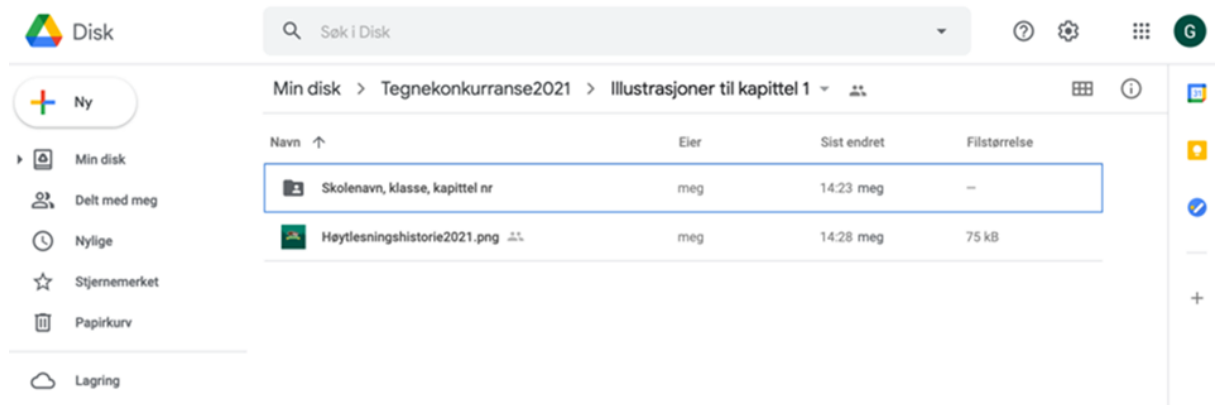 Disk
Søk i Disk
G
Ny
Min disk > Tegnekonkurranse2021 > Illustrasjoner til kapittel 1
31
Navn ↑ Eier Sist endret Filstørrelse
Min disk
Skolenavn, klasse, kapittel nr meg 14:23 meg —
Delt med meg
Høytlesningshistorie2021.png meg 14:28 meg 75 kB
Nylige
Stjernemerket
Papirkurv
Lagring